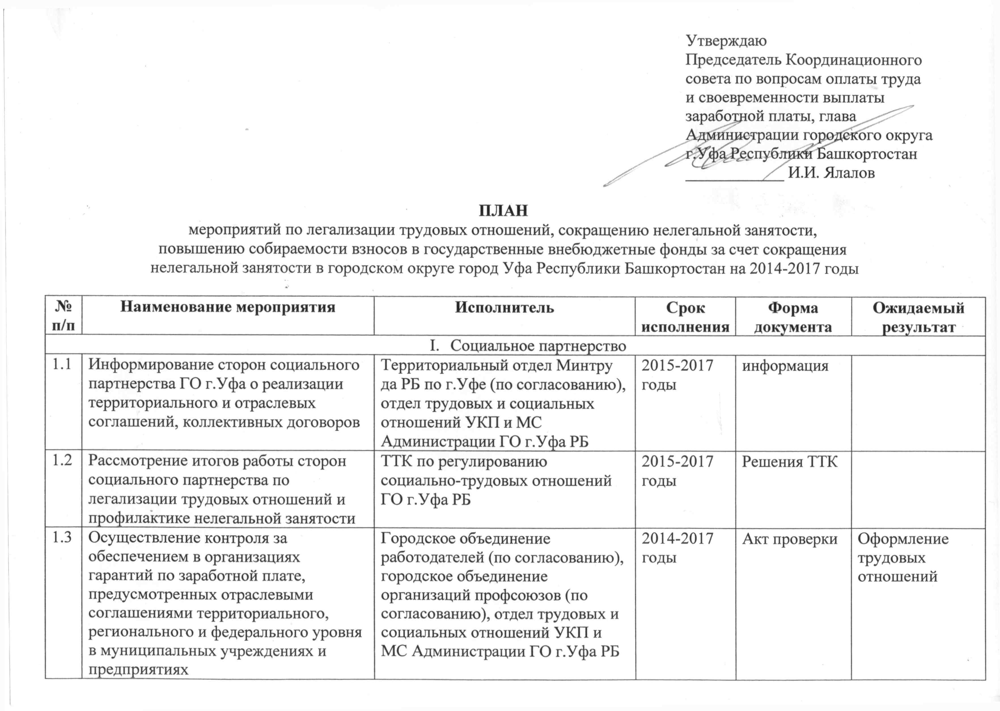 Утверждаю
Председатель Координационного
совета по вопросам оплаты труда
и своевременности выплаты
заработной платы, глава
Администрации городского округа
г.Уфа Республики Башкортостан
____________ И.И. Ялалов
ПЛАН
мероприятий по легализации трудовых отношений, сокращению нелегальной занятости,
повышению собираемости взносов в государственные внебюджетные фонды за счет сокращения
нелегальной занятости в городском округе город Уфа Республики Башкортостан на 2014-2017 годы
№
п/п
Наименование мероприятия
Исполнитель
Срок
исполнения
Форма
документа
Ожидаемый
результат
I. Социальное партнерство
1.1
Информирование сторон социального
партнерства ГО г.Уфа о реализации
территориального и отраслевых
соглашений, коллективных договоров
Территориальный отдел Минтру
да РБ по г.Уфе (по согласованию),
отдел трудовых и социальных
отношений УКП и МС
Администрации ГО г.Уфа РБ
2015-2017
годы
информация
1.2
Рассмотрение итогов работы сторон
социального партнерства по
легализации трудовых отношений и
профилактике нелегальной занятости
ТТК по регулированию
социально-трудовых отношений
ГО г.Уфа РБ
2015-2017
годы
Решения ТТК
1.3
Осуществление контроля за
обеспечением в организациях
гарантий по заработной плате,
предусмотренных отраслевыми
соглашениями территориального,
регионального и федерального уровня
в муниципальных учреждениях и
предприятиях
Городское объединение
работодателей (по согласованию),
городское объединение
организаций профсоюзов (по
согласованию), отдел трудовых и
социальных отношений УКП и
МС Администрации ГО г.Уфа РБ
2014-2017
годы
Акт проверки
Оформление
трудовых
отношений